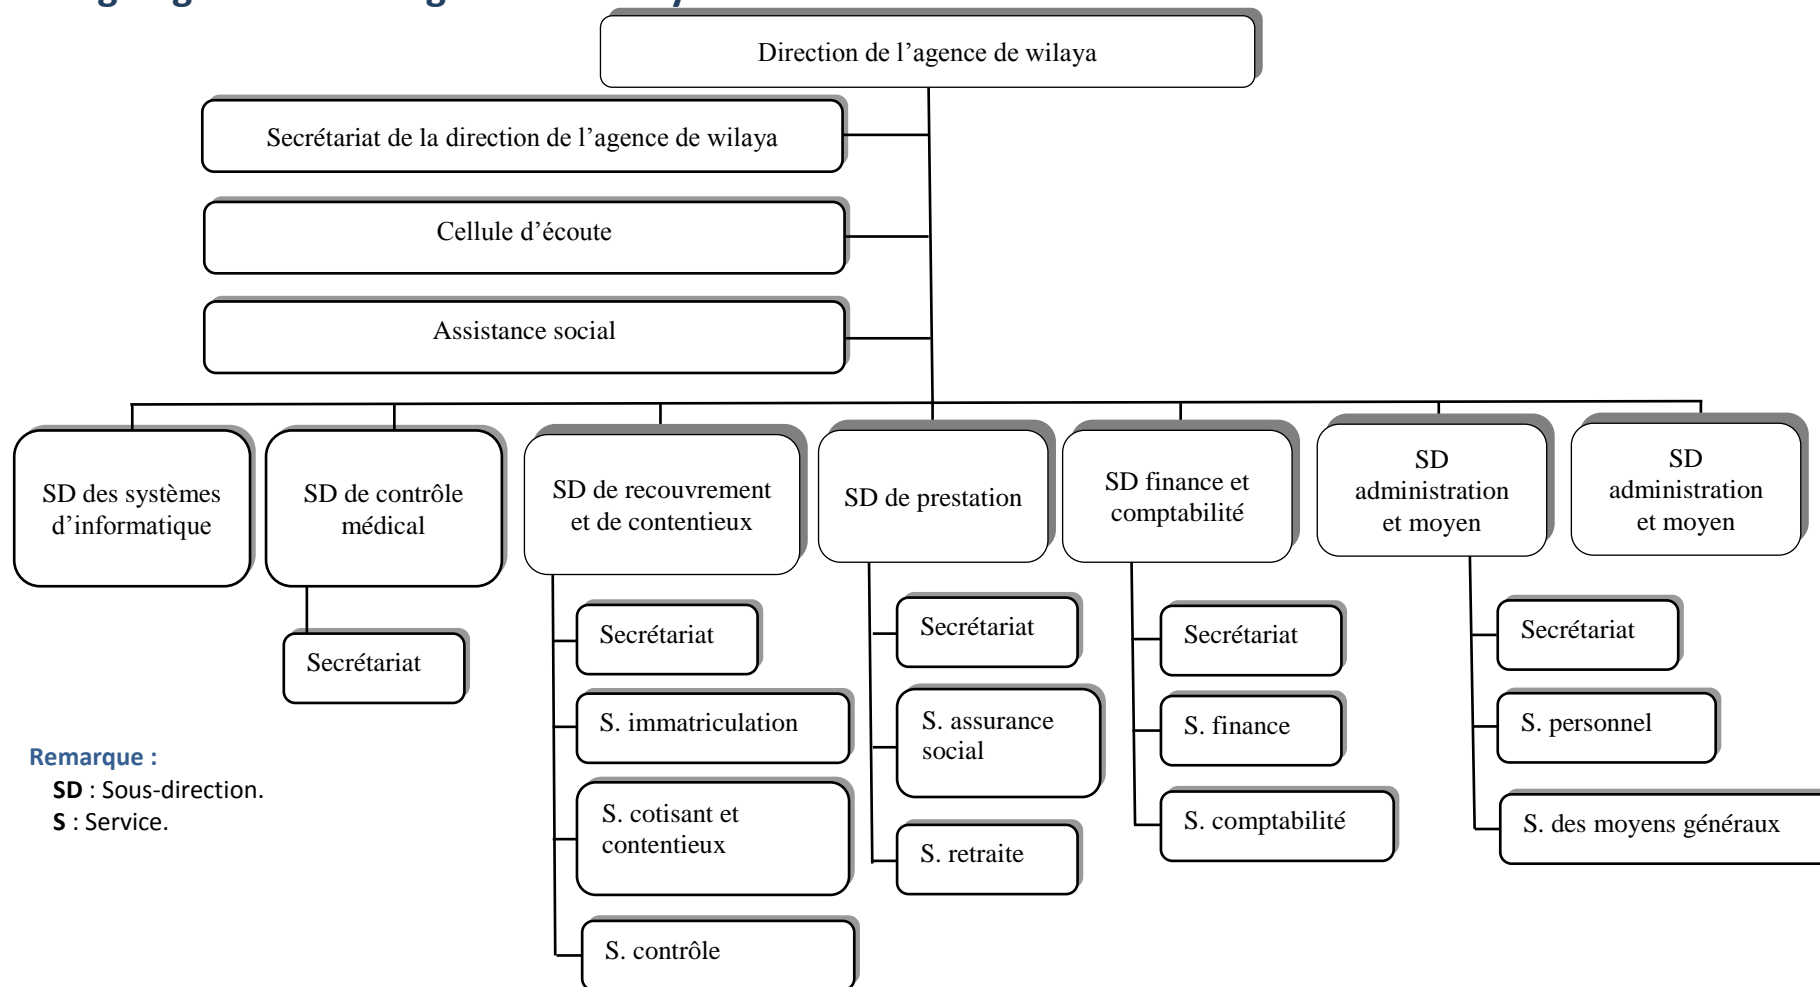 Direction de l’agence de wilaya
Secrétariat de la direction de l’agence de wilaya
Cellule d’écoute
Assistance social
SD des systèmes
d’informatique
SD de contrôle
médical
SD de recouvrement
et de contentieux
SD de prestation
SD finance et
comptabilité
SD
administration
et moyen
SD
administration
et moyen
Secrétariat
Secrétariat
S. immatriculation
S. cotisant et
contentieux
S. contrôle
Secrétariat
S. assurance
social
S. retraite
Secrétariat
S. finance
S. comptabilité
Secrétariat
S. personnel
S. des moyens généraux
Remarque :
SD : Sous-direction.
S : Service.